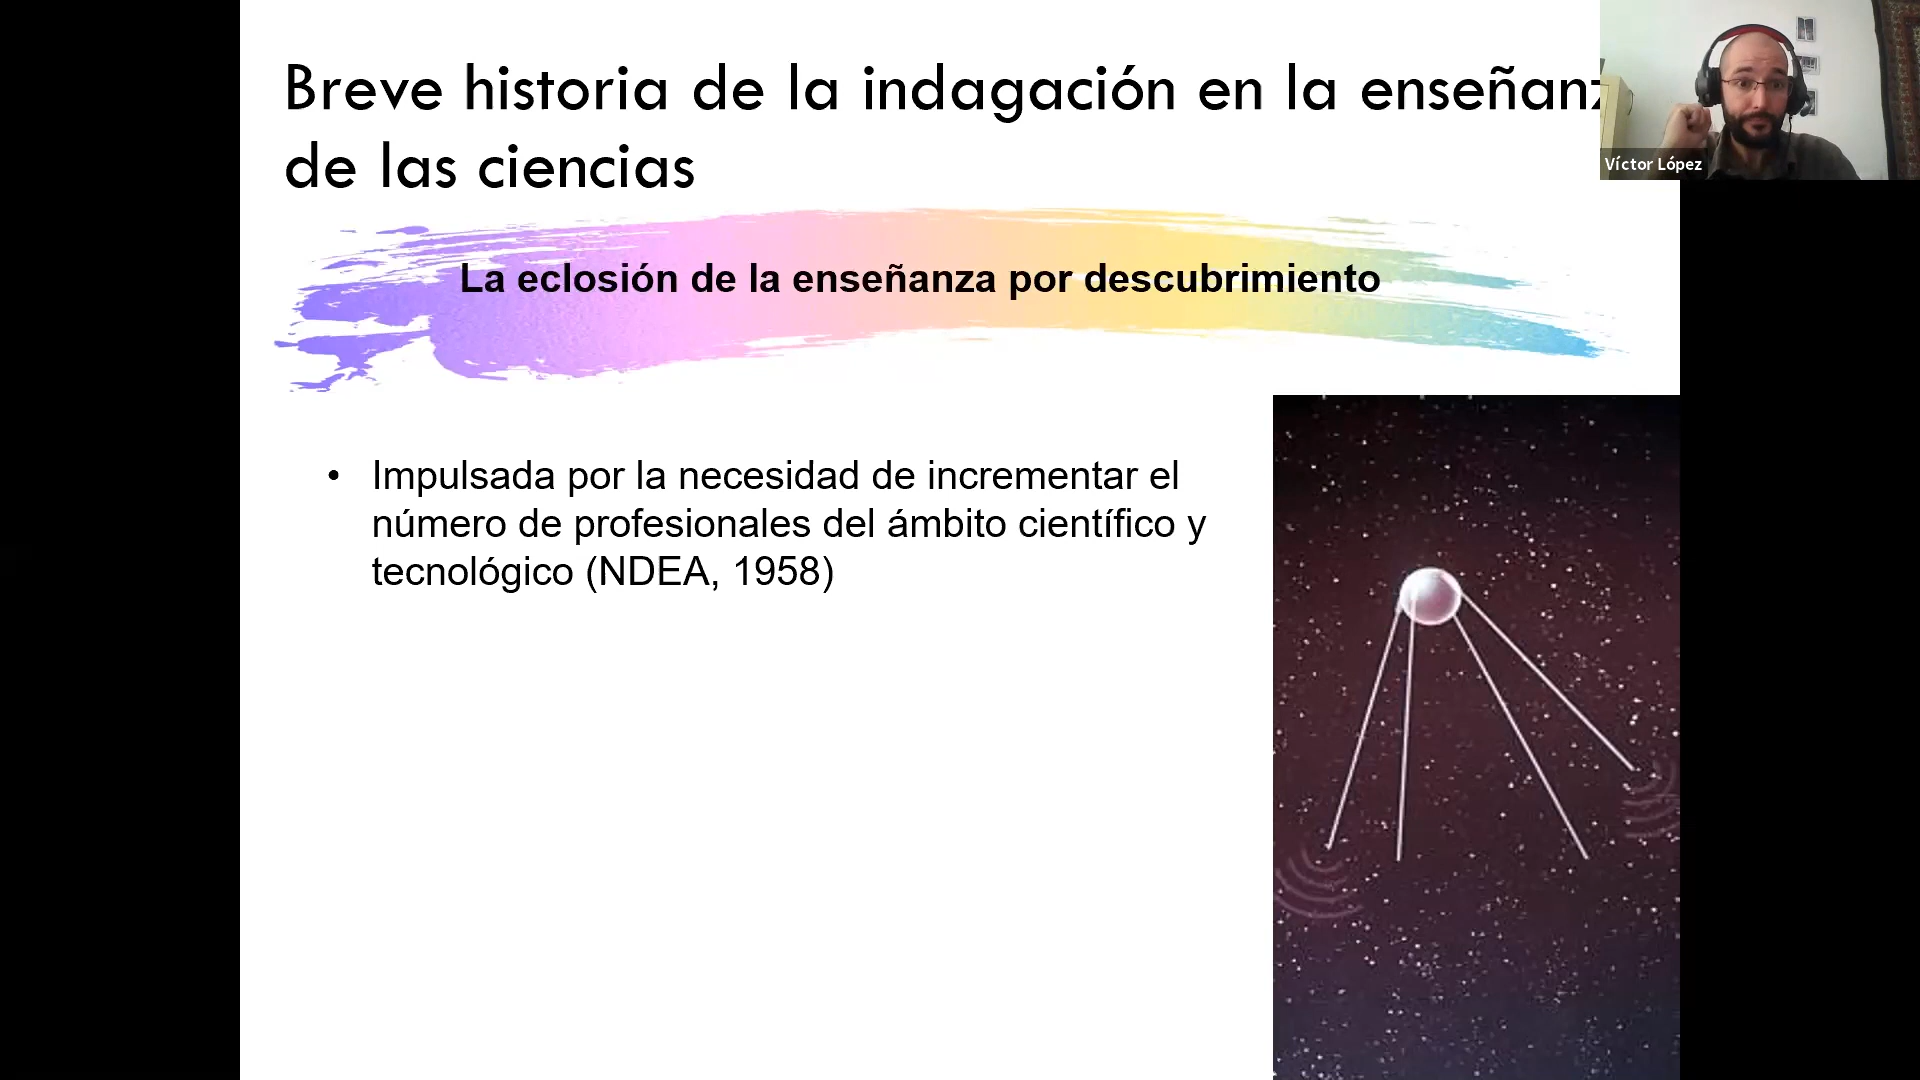 Breve historia de la indagación en la enseñanz
de las ciencias
Víctor López
La eclosión de la enseñanza por descubrimiento
• Impulsada por la necesidad de incrementar el
número de profesionales del ámbito científico y
tecnológico (NDEA, 1958)